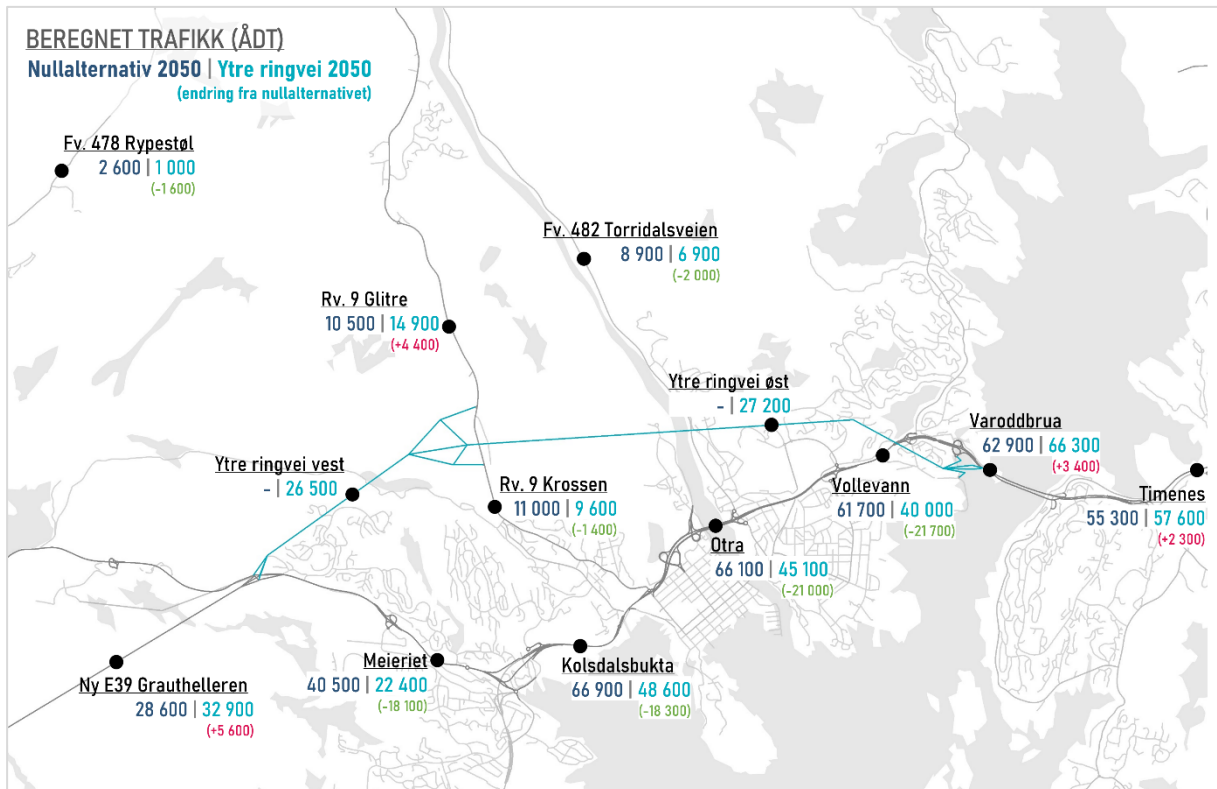 BEREGNET TRAFIKK (ÅDT)
Nullalternativ 2050 | Ytre ringvei 2050
(endring fra nullalternativet)
Fv. 478 Rypestøl
2 600 | 1 000
(-1 600)
Fv. 482 Torridalsveien
8 900 | 6 900
(-2 000)
Rv. 9 Glitre
10 500 | 14 900
(+4 400)
Ytre ringvei øst
- | 27 200
Varoddbrua
62 900 | 66 300
(+3 400)
Ytre ringvei vest
- | 26 500
Rv. 9 Krossen
11 000 | 9 600
(-1 400)
Vollevann
61 700 | 40 000
(-21 700)
Timenes
55 300 | 57 600
(+2 300)
Otra
66 100 | 45 100
(-21 000)
Meieriet
40 500 | 22 400
(-18 100)
Kolsdalsbukta
66 900 | 48 600
(-18 300)
Ny E39 Grauthelleren
28 600 | 32 900
(+5 600)